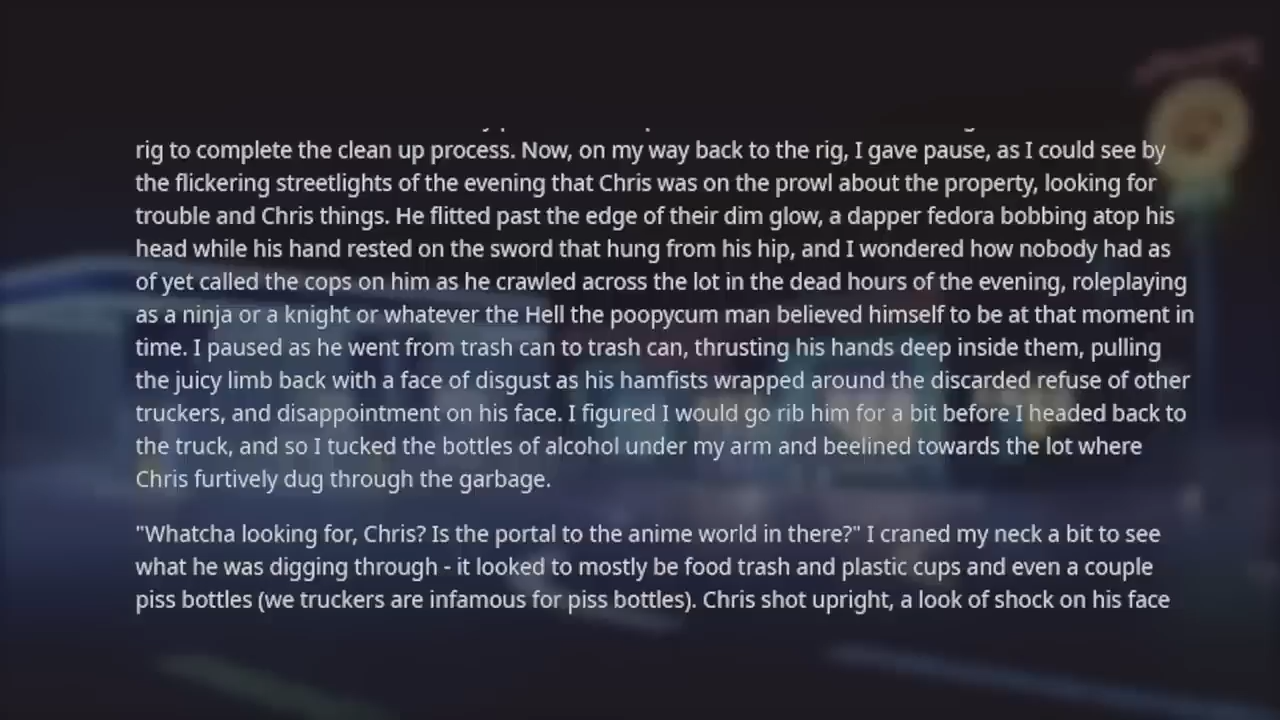 rig to complete the clean up process. Now, on my way back to the rig, I gave pause, as I could see by
the flickering streetlights of the evening that Chris was on the prowl about the property, looking for
trouble and Chris things. He flitted past the edge of their dim glow, a dapper fedora bobbing atop his
head while his hand rested on the sword that hung from his hip, and I wondered how nobody had as
of yet called the cops on him as he crawled across the lot in the dead hours of the evening, roleplaying
as a ninja or a knight or whatever the Hell the poopycum man believed himself to be at that moment in
time. I paused as he went from trash can to trash can, thrusting his hands deep inside them, pulling
the juicy limb back with a face of disgust as his hamfists wrapped around the discarded refuse of other
truckers, and disappointment on his face. I figured I would go rib him for a bit before I headed back to
the truck, and so I tucked the bottles of alcohol under my arm and beelined towards the lot where
Chris furtively dug through the garbage.
"Whatcha looking for, Chris? Is the portal to the anime world in there?" I craned my neck a bit to see
what he was digging through - it looked to mostly be food trash and plastic cups and even a couple
piss bottles (we truckers are infamous for piss bottles). Chris shot upright, a look of shock on his face